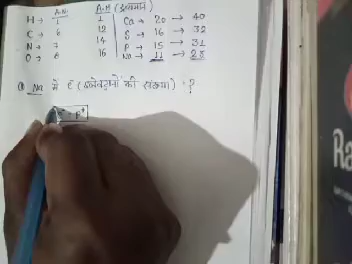 A.N. A.M (द्रव्यमान)
H → 1 1 Ca → 20 → 40
C → 6 12 S → 16 → 32
N → 7 14 P → 15 → 31
O → 8 16 Na → 11 → 23
Na में e⁻ (इलेक्ट्रानों की संख्या) = ?
P⁺